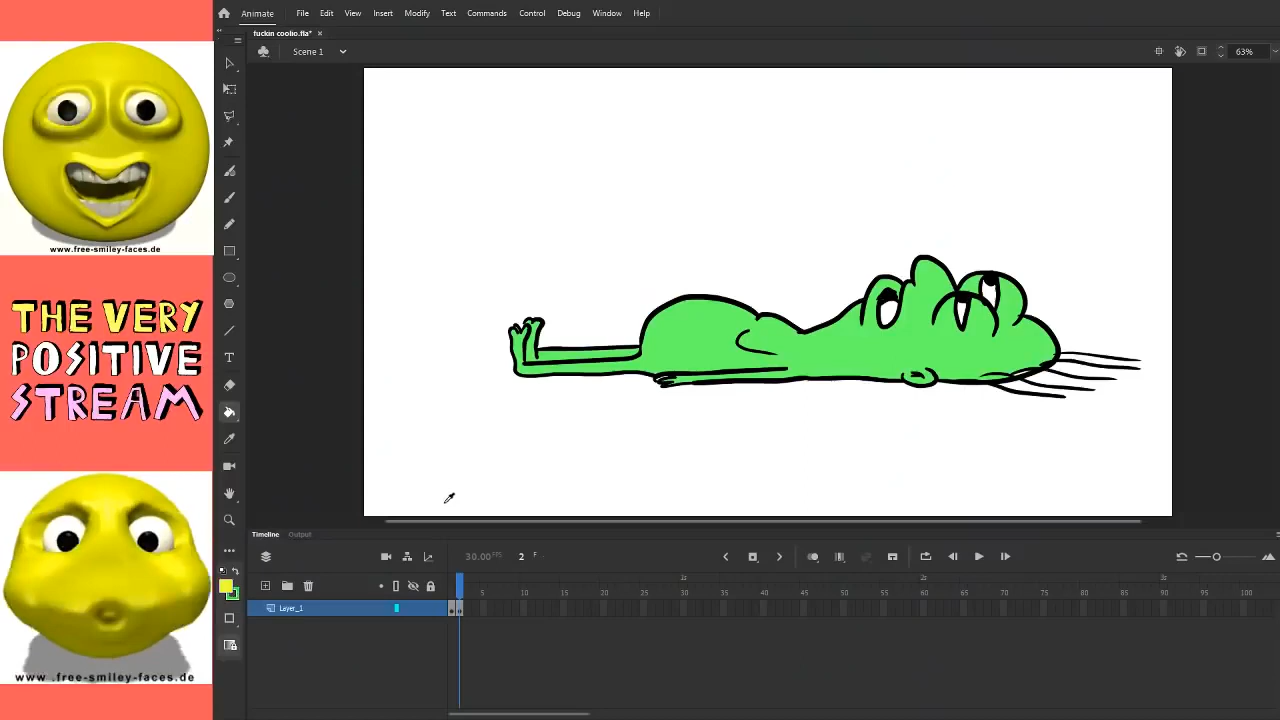 Animate File Edit View Insert Modify Text Commands Control Debug Window Help
fuckin coolio.fla*
Scene 1 63%
www.free-smiley-faces.de
THE VERY
POSITIVE
STREAM
www.free-smiley-faces.de
Timeline Output
30.00 FPS 2 F
1s 2s 3s
5 10 15 20 25 30 35 40 45 50 55 60 65 70 75 80 85 90 95 100
Layer_1